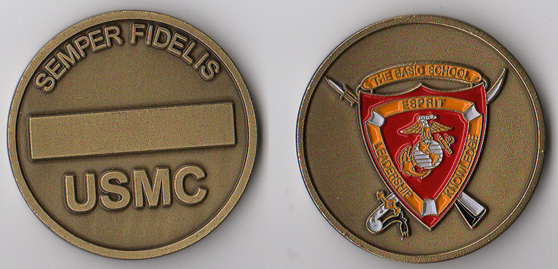 SEMPER FIDELIS
USMC
THE BASIC SCHOOL
ESPRIT
LEADERSHIP
KNOWLEDGE